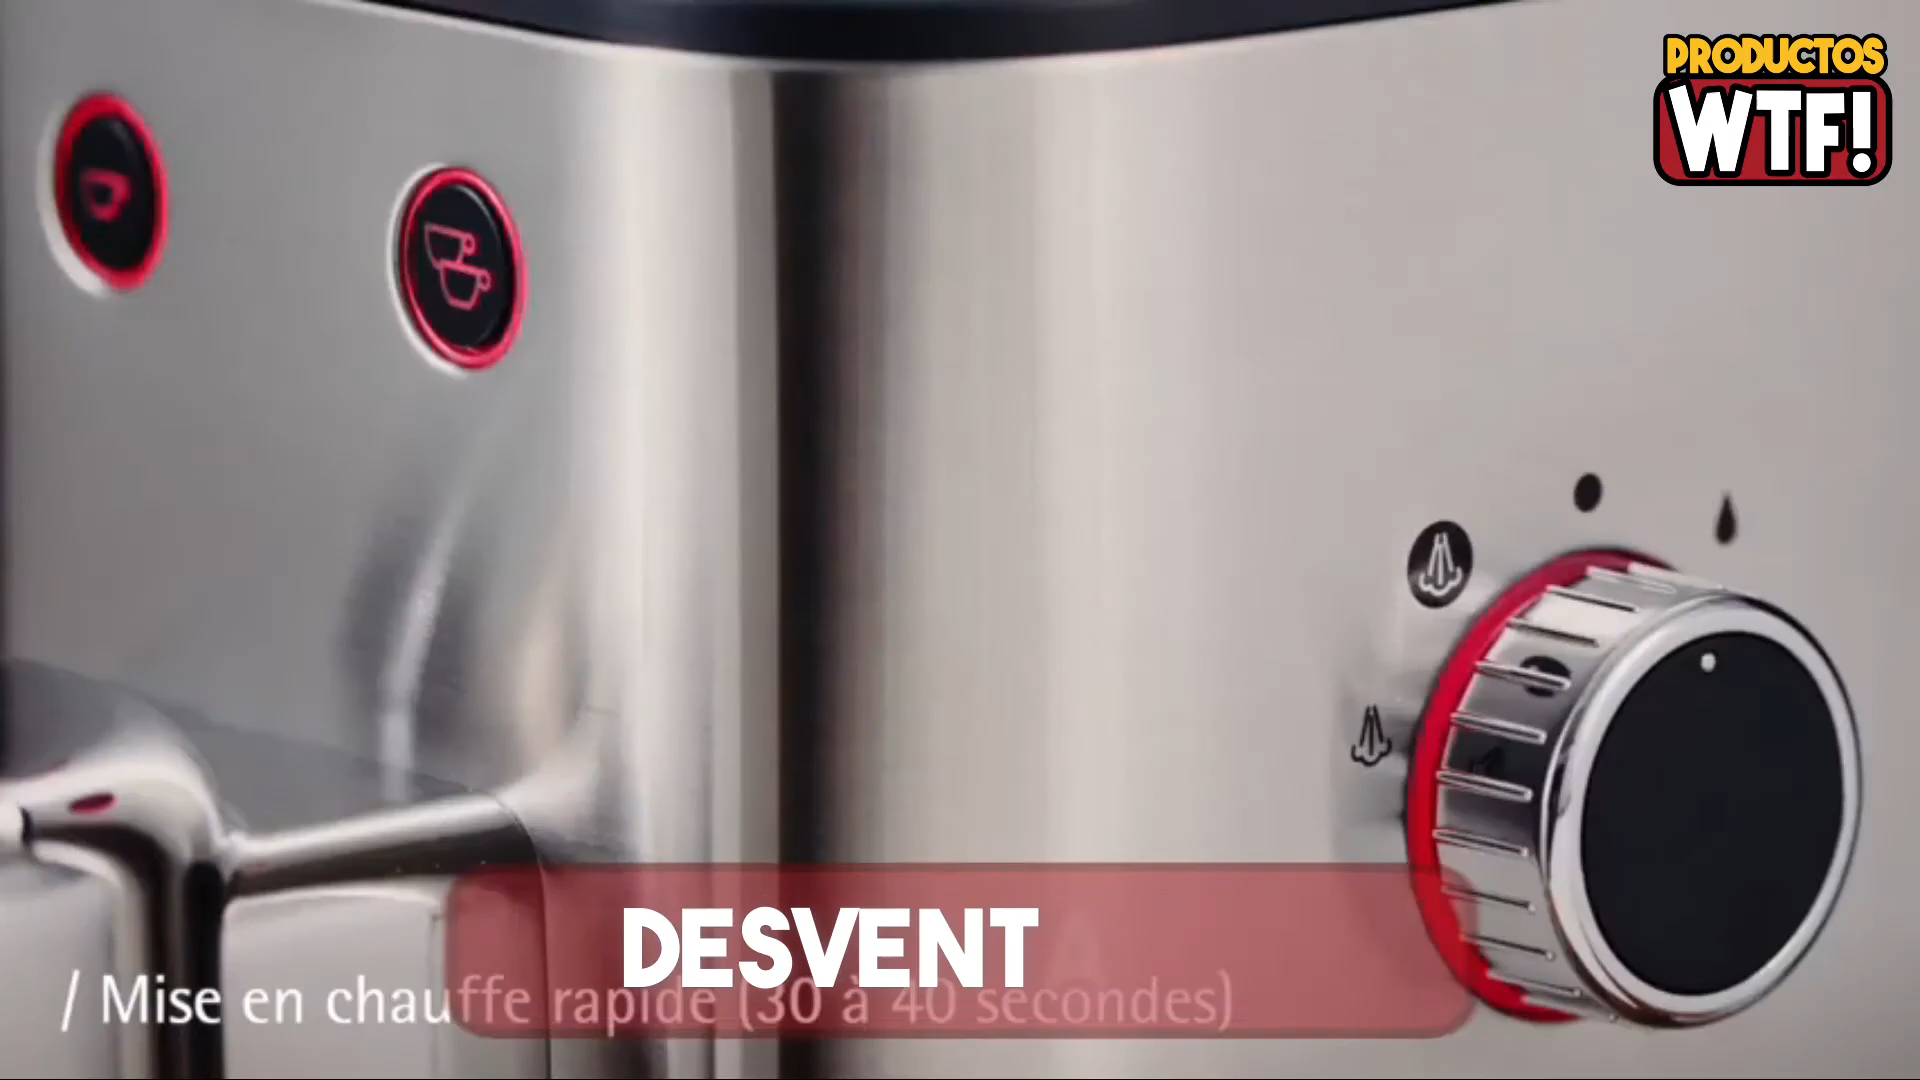 PRODUCTOS
WTF!
DESVENT
/ Mise en chauffe rapide (30 à 40 secondes)